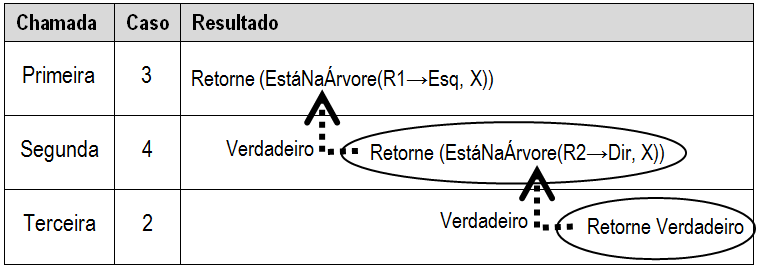 Chamada Caso Resultado
Primeira 3 Retorne (EstáNaÁrvore(R1→Esq, X))
Segunda 4 Verdadeiro Retorne (EstáNaÁrvore(R2→Dir, X))
Terceira 2 Verdadeiro Retorne Verdadeiro